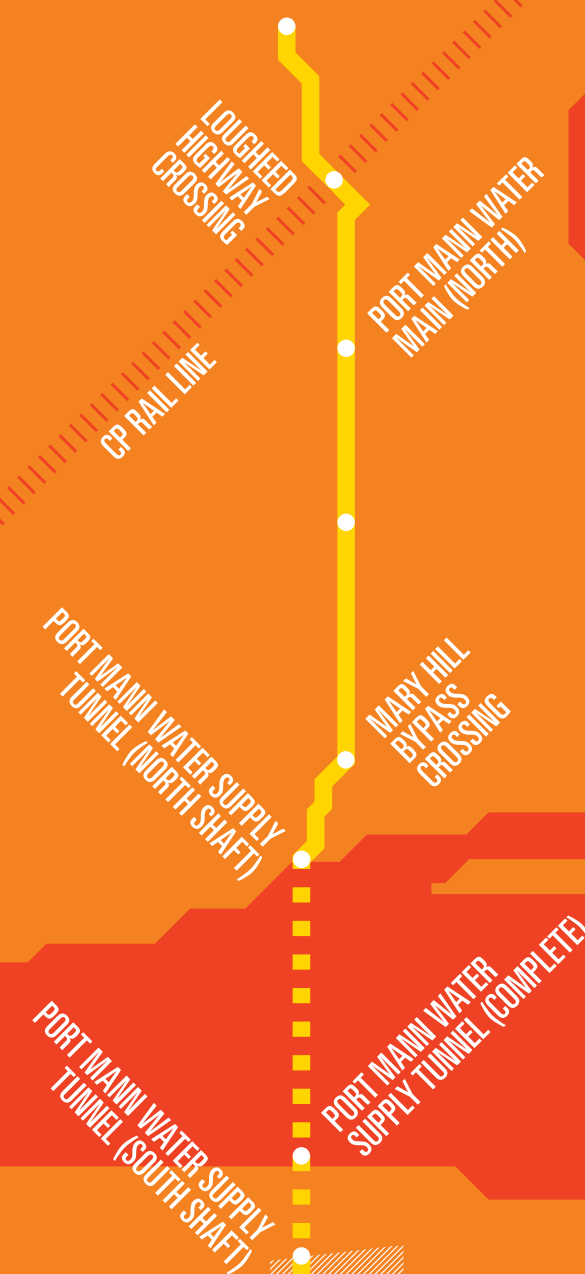 LOUGHEED
HIGHWAY
CROSSING
PORT MANN WATER
MAIN (NORTH)
CP RAIL LINE
PORT MANN WATER SUPPLY
TUNNEL (NORTH SHAFT)
MARY HILL
BYPASS
CROSSING
PORT MANN WATER
SUPPLY TUNNEL (COMPLETE)
PORT MANN WATER SUPPLY
TUNNEL (SOUTH SHAFT)